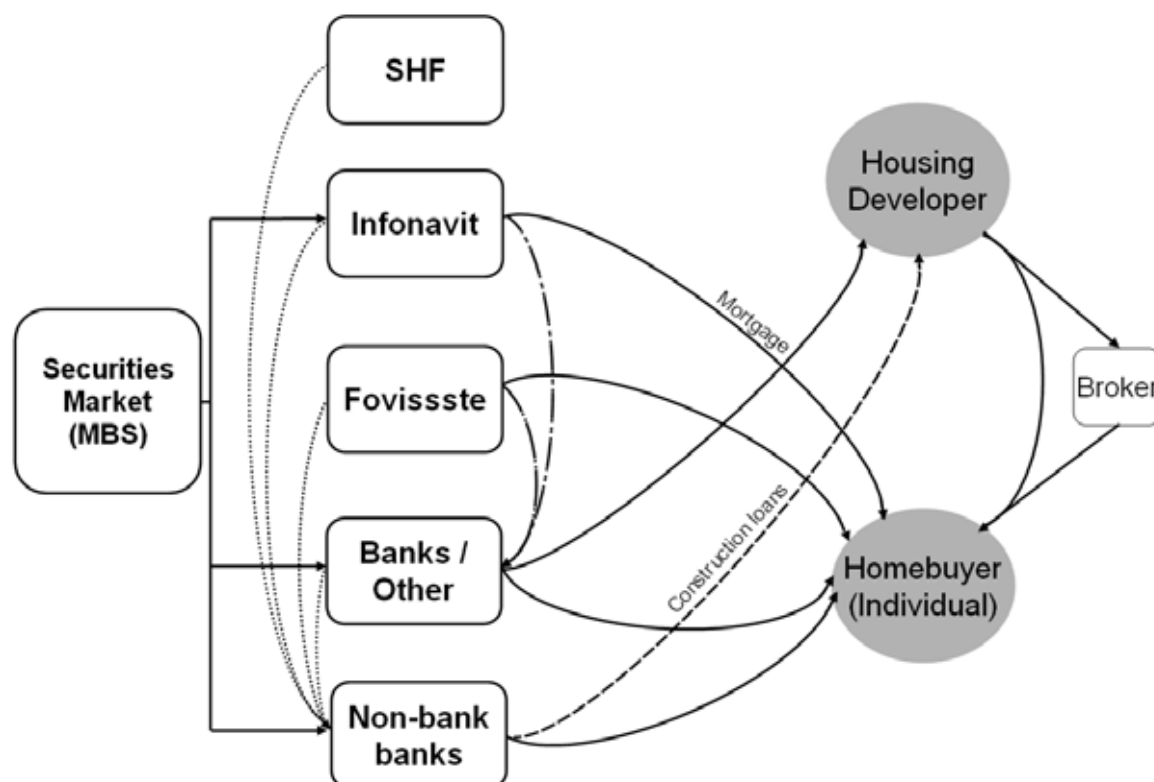 SHF
Infonavit
Securities
Market
(MBS)
Fovissste
Banks /
Other
Non-bank
banks
Mortgage
Construction loans
Housing
Developer
Broker
Homebuyer
(Individual)